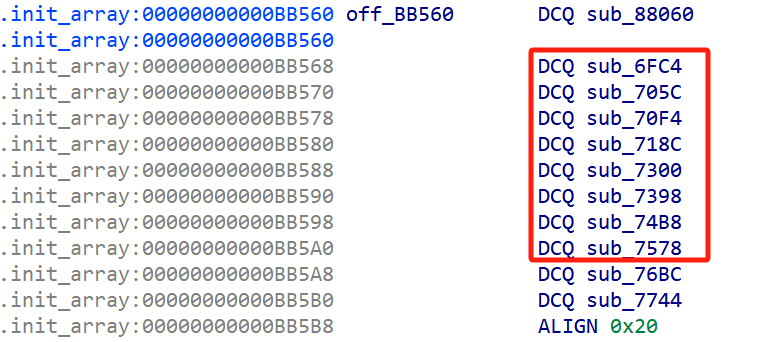 .init_array:00000000000BB560 off_BB560 DCQ sub_88060
.init_array:00000000000BB560
.init_array:00000000000BB568 DCQ sub_6FC4
.init_array:00000000000BB570 DCQ sub_705C
.init_array:00000000000BB578 DCQ sub_70F4
.init_array:00000000000BB580 DCQ sub_718C
.init_array:00000000000BB588 DCQ sub_7300
.init_array:00000000000BB590 DCQ sub_7398
.init_array:00000000000BB598 DCQ sub_74B8
.init_array:00000000000BB5A0 DCQ sub_7578
.init_array:00000000000BB5A8 DCQ sub_76BC
.init_array:00000000000BB5B0 DCQ sub_7744
.init_array:00000000000BB5B8 ALIGN 0x20